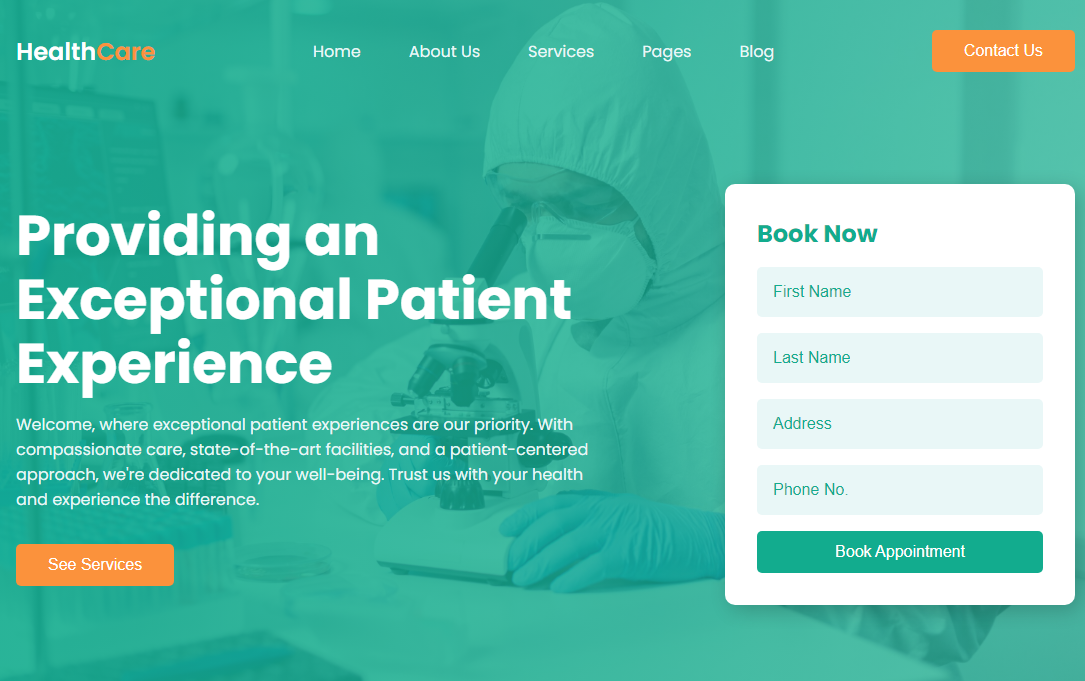 HealthCare
Home
About Us
Services
Pages
Blog
Contact Us
Providing an
Exceptional Patient
Experience
Welcome, where exceptional patient experiences are our priority. With
compassionate care, state-of-the-art facilities, and a patient-centered
approach, we're dedicated to your well-being. Trust us with your health
and experience the difference.
See Services
Book Now
First Name
Last Name
Address
Phone No.
Book Appointment